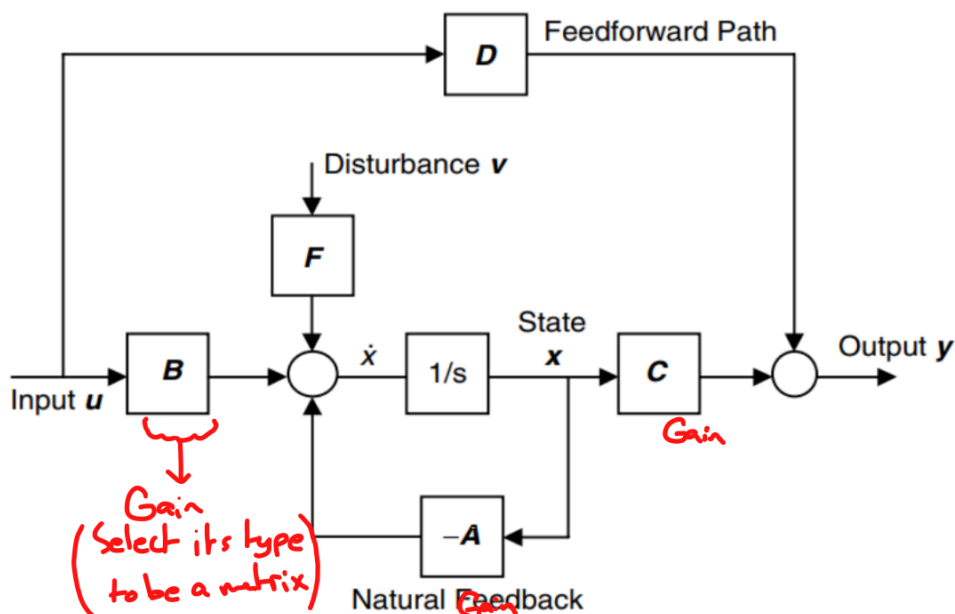 D
Feedforward Path
Disturbance v
F
State
ẋ
x
B
1/s
C
Output y
Input u
Gain
Gain
(Select its type
to be a matrix)
-A
Natural Feedback
Gain